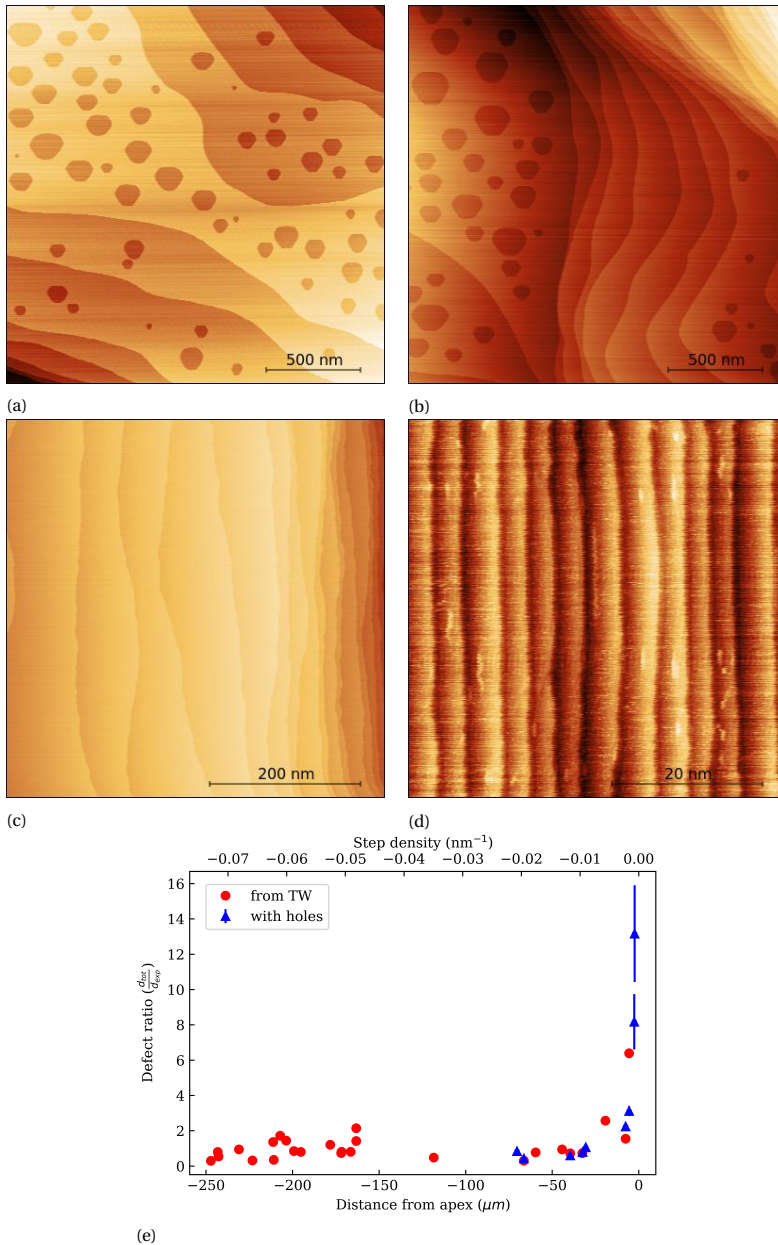 500 nm
500 nm
(a)
(b)
200 nm
20 nm
(c)
(d)
Step density (nm⁻¹)
−0.07 −0.06 −0.05 −0.04 −0.03 −0.02 −0.01 0.00
16
14
12
10
8
6
4
2
0
from TW
with holes
Defect ratio (d_tot/d_exp)
−250 −200 −150 −100 −50 0
Distance from apex (μm)
(e)